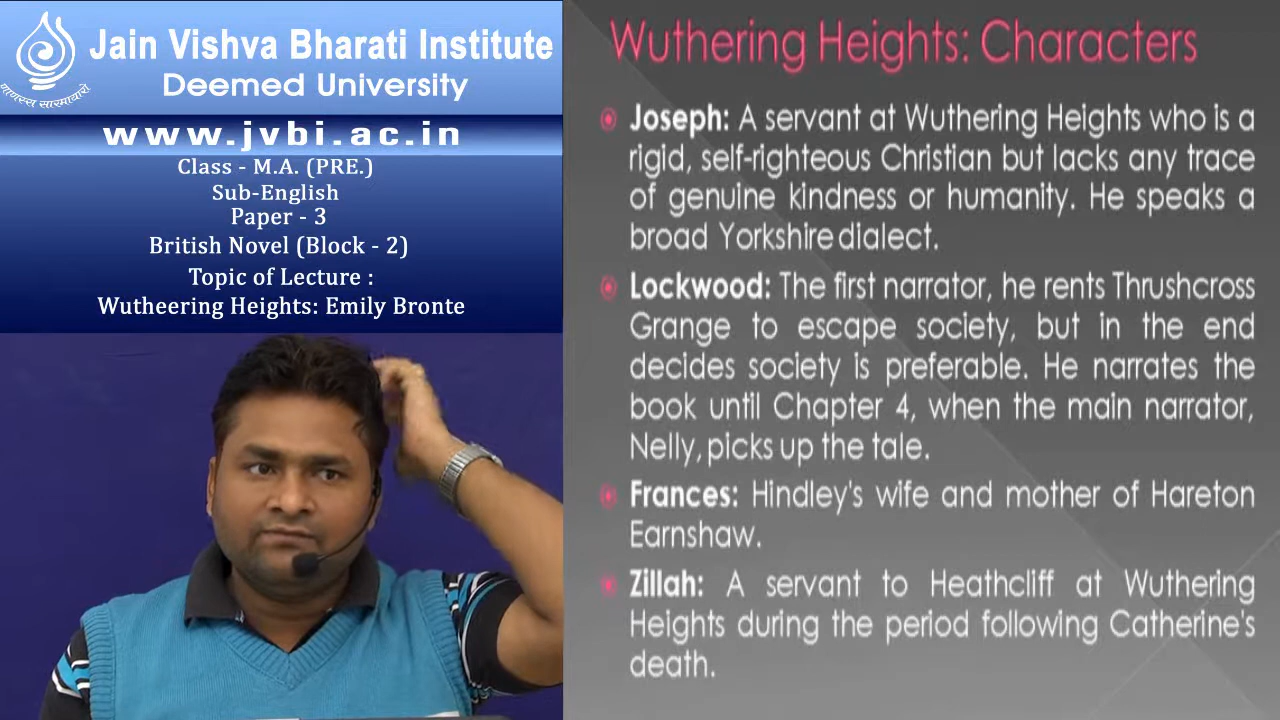 Jain Vishva Bharati Institute
Deemed University
णाणस्स सारमायारो
www.jvbi.ac.in
Class - M.A. (PRE.)
Sub-English
Paper - 3
British Novel (Block - 2)
Topic of Lecture :
Wutheering Heights: Emily Bronte
Wuthering Heights: Characters
Joseph: A servant at Wuthering Heights who is a
rigid, self-righteous Christian but lacks any trace
of genuine kindness or humanity. He speaks a
broad Yorkshire dialect.
Lockwood: The first narrator, he rents Thrushcross
Grange to escape society, but in the end
decides society is preferable. He narrates the
book until Chapter 4, when the main narrator,
Nelly, picks up the tale.
Frances: Hindley's wife and mother of Hareton
Earnshaw.
Zillah: A servant to Heathcliff at Wuthering
Heights during the period following Catherine's
death.